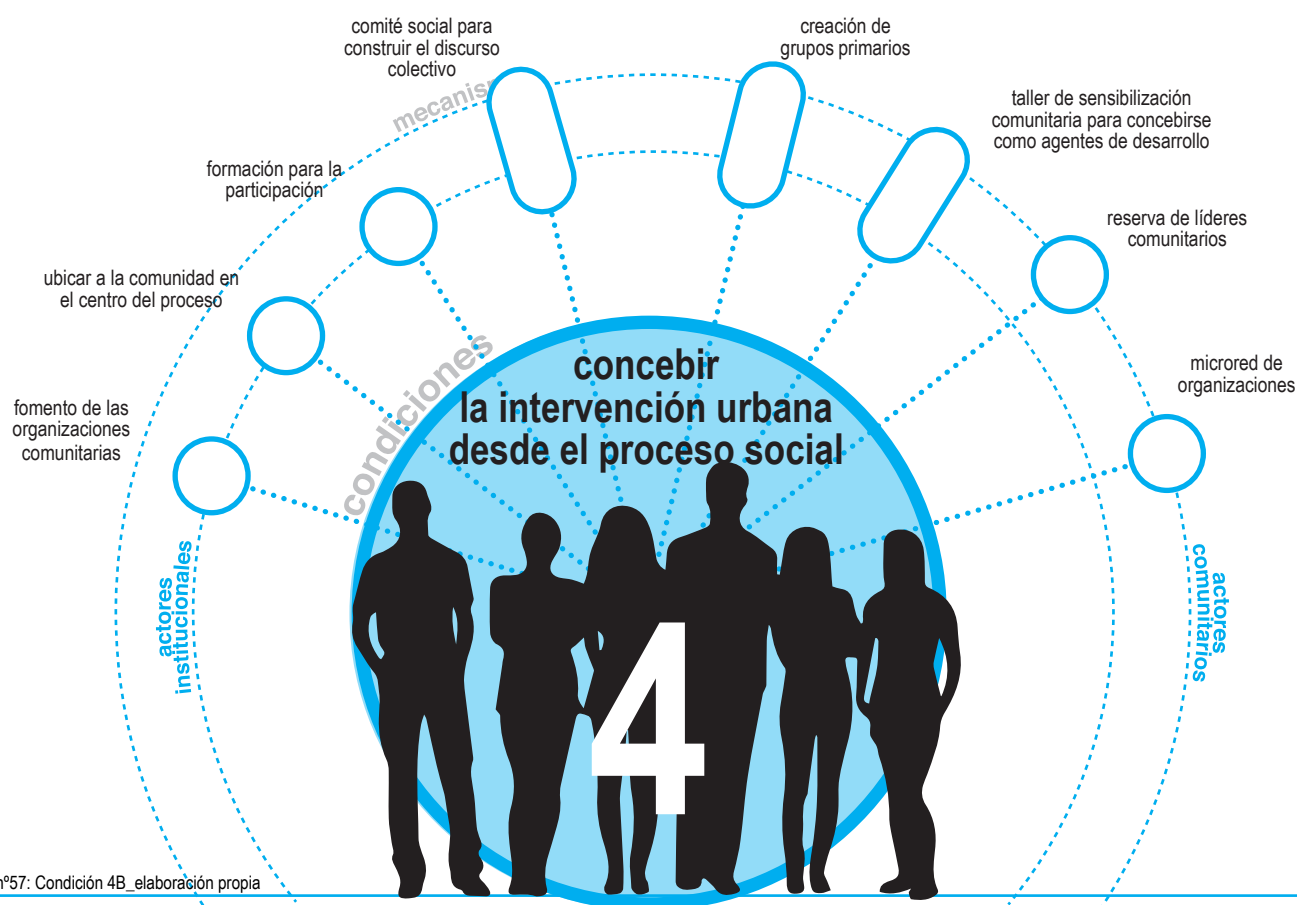 comité social para
construir el discurso
colectivo
creación de
grupos primarios
taller de sensibilización
comunitaria para concebirse
como agentes de desarrollo
formación para la
participación
reserva de líderes
comunitarios
ubicar a la comunidad en
el centro del proceso
microred de
organizaciones
fomento de las
organizaciones
comunitarias
condiciones
concebir
la intervención urbana
desde el proceso social
actores
institucionales
actores
comunitarios
4
nº57: Condición 4B_elaboración propia